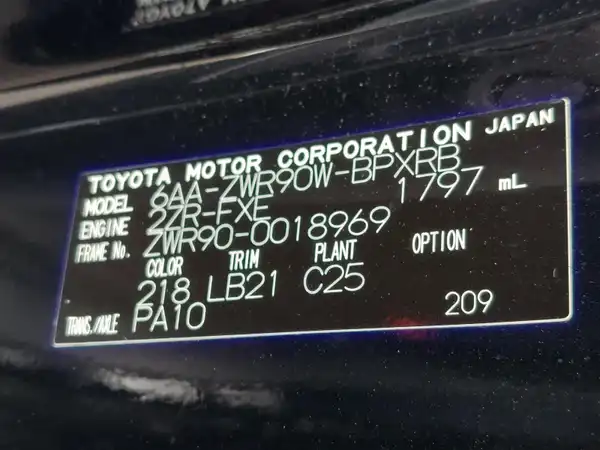 TOYOTA MOTOR CORPORATION JAPAN
MODEL 6AA-ZWR90W-BPXRB
ENGINE 2ZR-FXE 1797 mL
FRAME No. ZWR90-0018969
COLOR TRIM PLANT OPTION
218 LB21 C25
TRANS./AXLE PA10 209